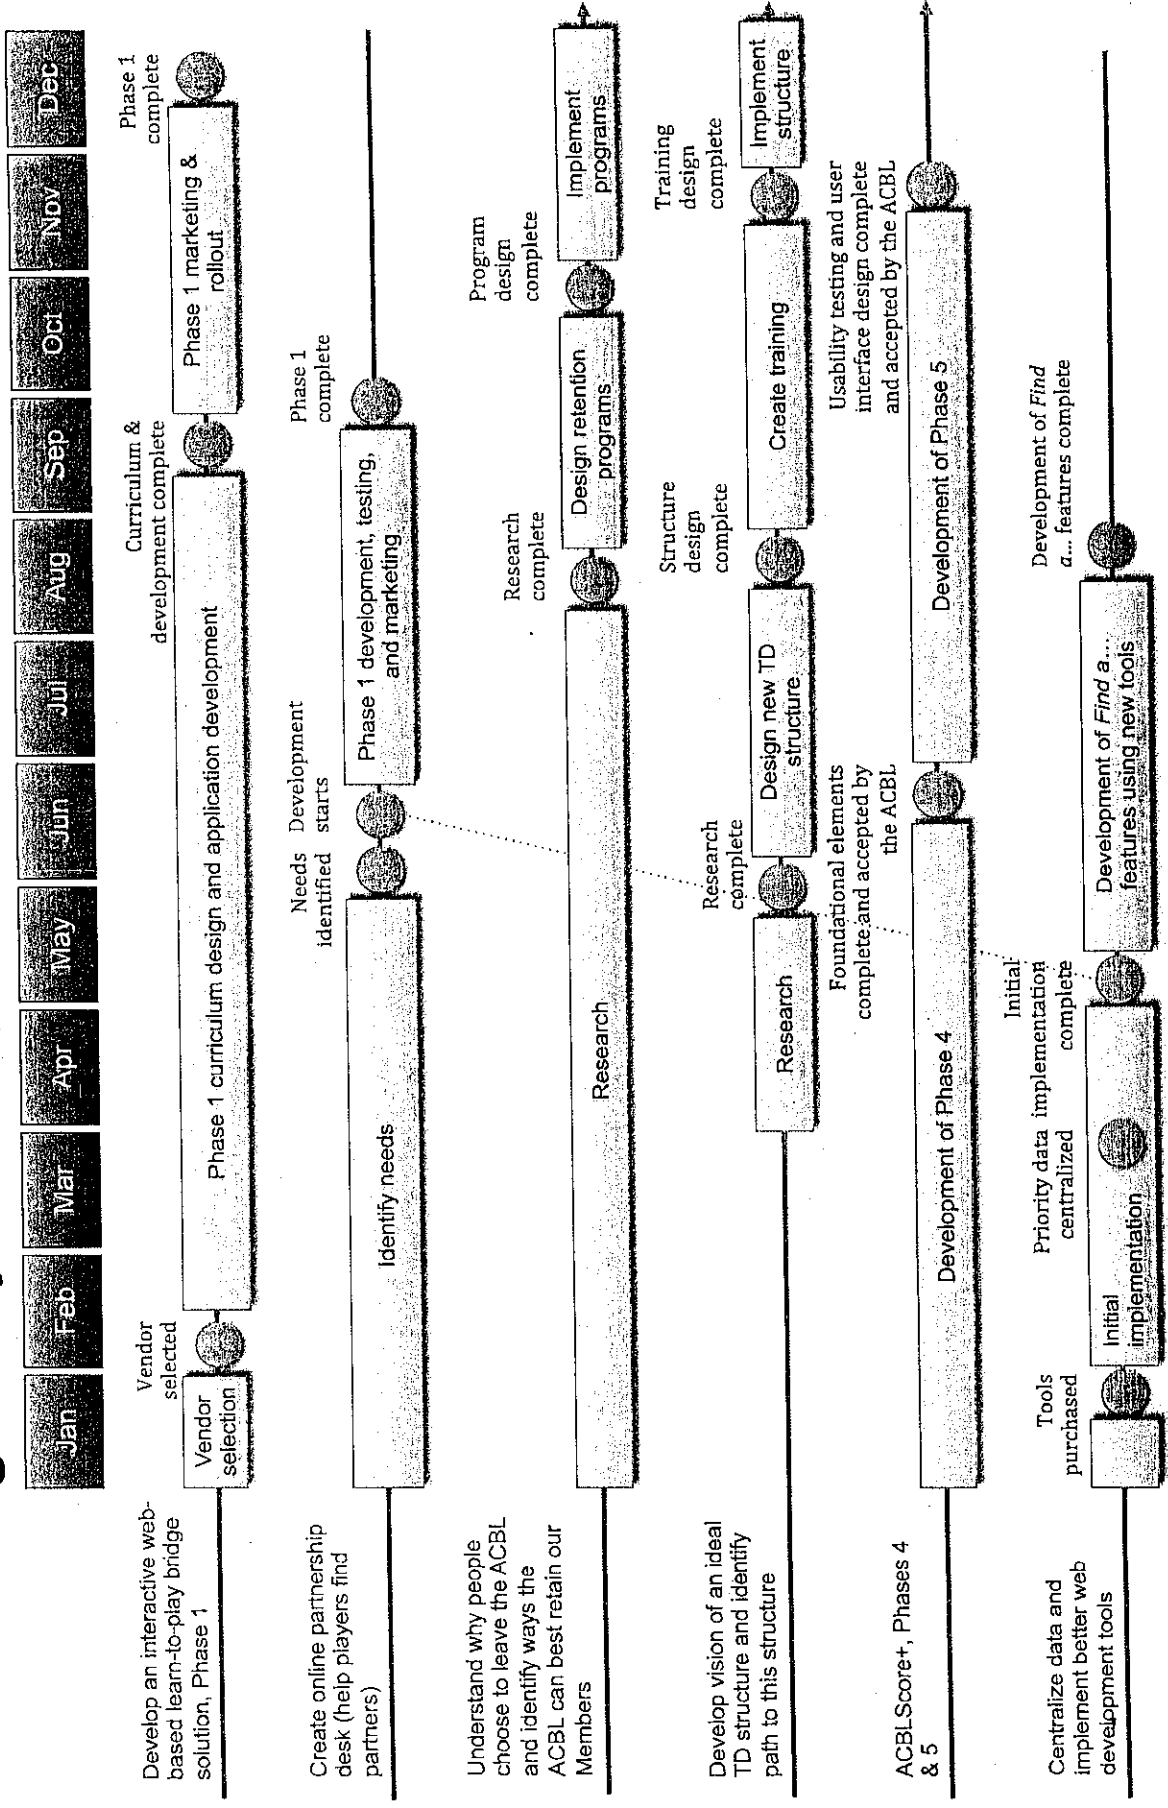 Jan
Feb
Mar
Apr
May
Jun
Jul
Aug
Sep
Oct
Nov
Dec
Develop an interactive web-
based learn-to-play bridge
solution, Phase 1
Vendor
selection
Vendor
selected
Phase 1 curriculum design and application development
Curriculum &
development complete
Phase 1 marketing &
rollout
Phase 1
complete
Create online partnership
desk (help players find
partners)
Identify needs
Needs
identified
Development
starts
Phase 1 development, testing,
and marketing
Phase 1
complete
Understand why people
choose to leave the ACBL
and identify ways the
ACBL can best retain our
Members
Research
Research
complete
Design retention
programs
Program
design
complete
Implement
programs
Develop vision of an ideal
TD structure and identify
path to this structure
Research
Research
complete
Design new TD
structure
Structure
design
complete
Create training
Training
design
complete
Implement
structure
ACBLScore+, Phases 4
& 5
Development of Phase 4
Foundational elements
complete and accepted by
the ACBL
Development of Phase 5
Usability testing and user
interface design complete
and accepted by the ACBL
Centralize data and
implement better web
development tools
Tools
purchased
Initial
implementation
Priority data
centralized
Initial
implementation
complete
Development of Find a....
features using new tools
Development of Find
a... features complete